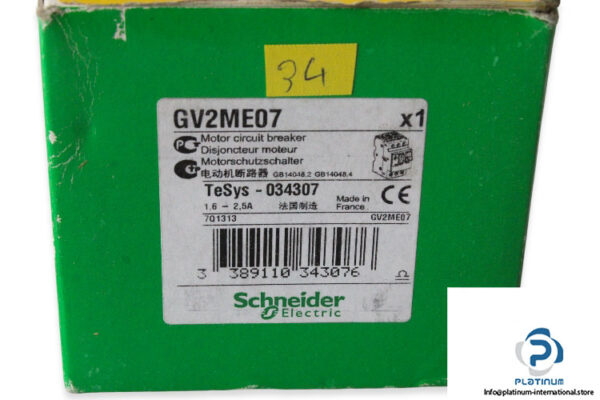 34
GV2ME07 x1
Motor circuit breaker
Disjoncteur moteur
Motorschutzschalter
电动机断路器 GB14048.2 GB14048.4
TeSys - 034307
1,6 - 2,5A 法国制造 Made in France CE
7Q1313 GV2ME07
3 389110 343076
Schneider
Electric
PLATINUM
https://platinum-international.store